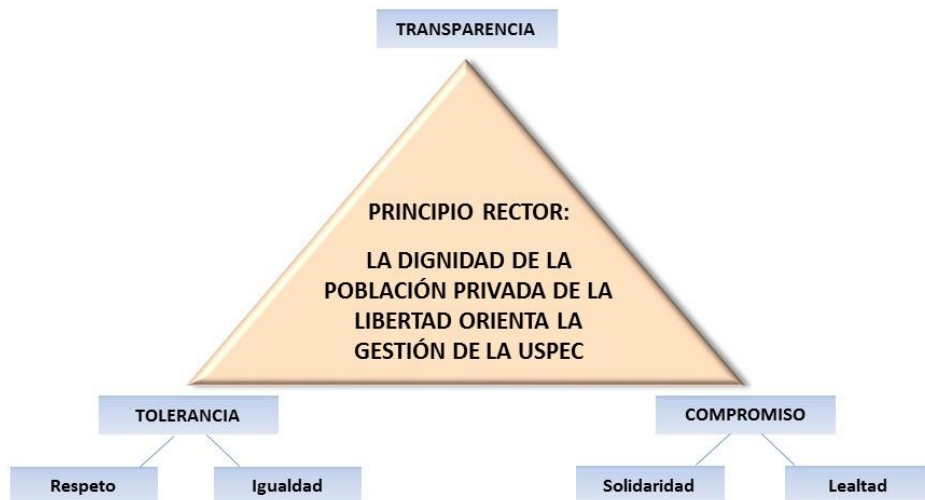 TRANSPARENCIA
PRINCIPIO RECTOR:
LA DIGNIDAD DE LA
POBLACIÓN PRIVADA DE LA
LIBERTAD ORIENTA LA
GESTIÓN DE LA USPEC
TOLERANCIA
COMPROMISO
Respeto
Igualdad
Solidaridad
Lealtad